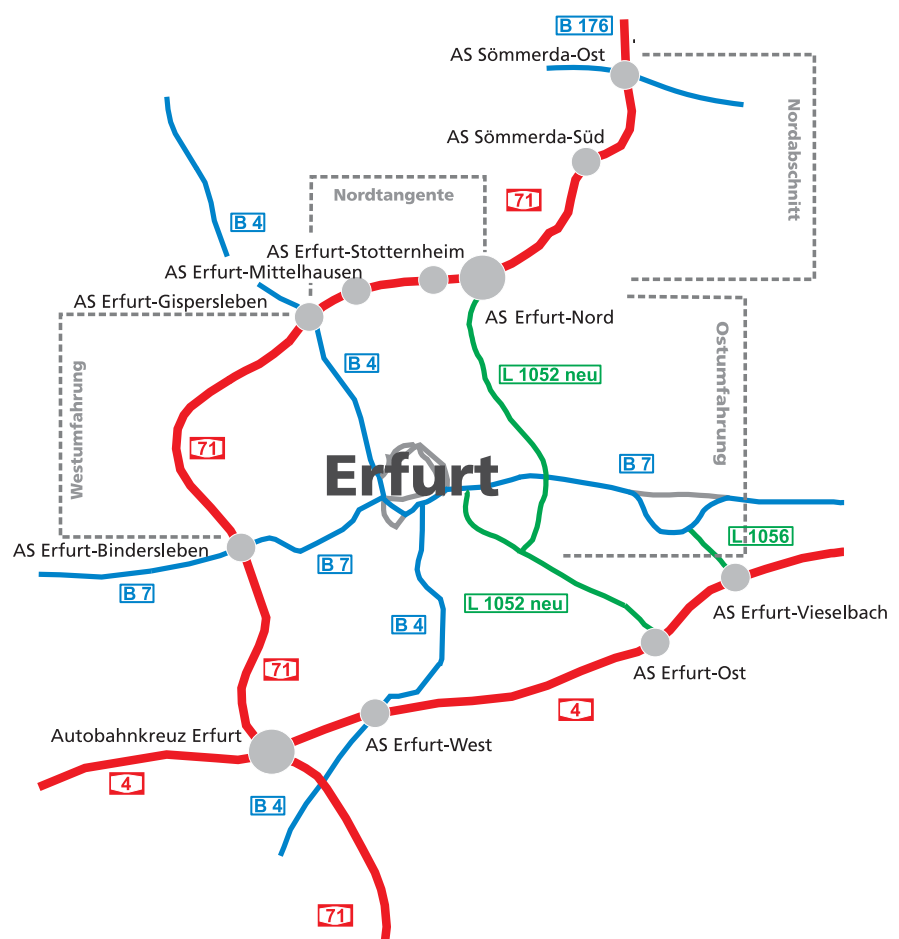 B 176
AS Sömmerda-Ost
Nordabschnitt
AS Sömmerda-Süd
Nordtangente
71
B 4
AS Erfurt-Stotternheim
AS Erfurt-Mittelhausen
AS Erfurt-Gispersleben
AS Erfurt-Nord
Ostumfahrung
B 4
L 1052 neu
Westumfahrung
71
Erfurt
B 7
L 1056
AS Erfurt-Bindersleben
B 7
B 7
L 1052 neu
AS Erfurt-Vieselbach
B 4
71
AS Erfurt-Ost
4
Autobahnkreuz Erfurt
AS Erfurt-West
4
B 4
71